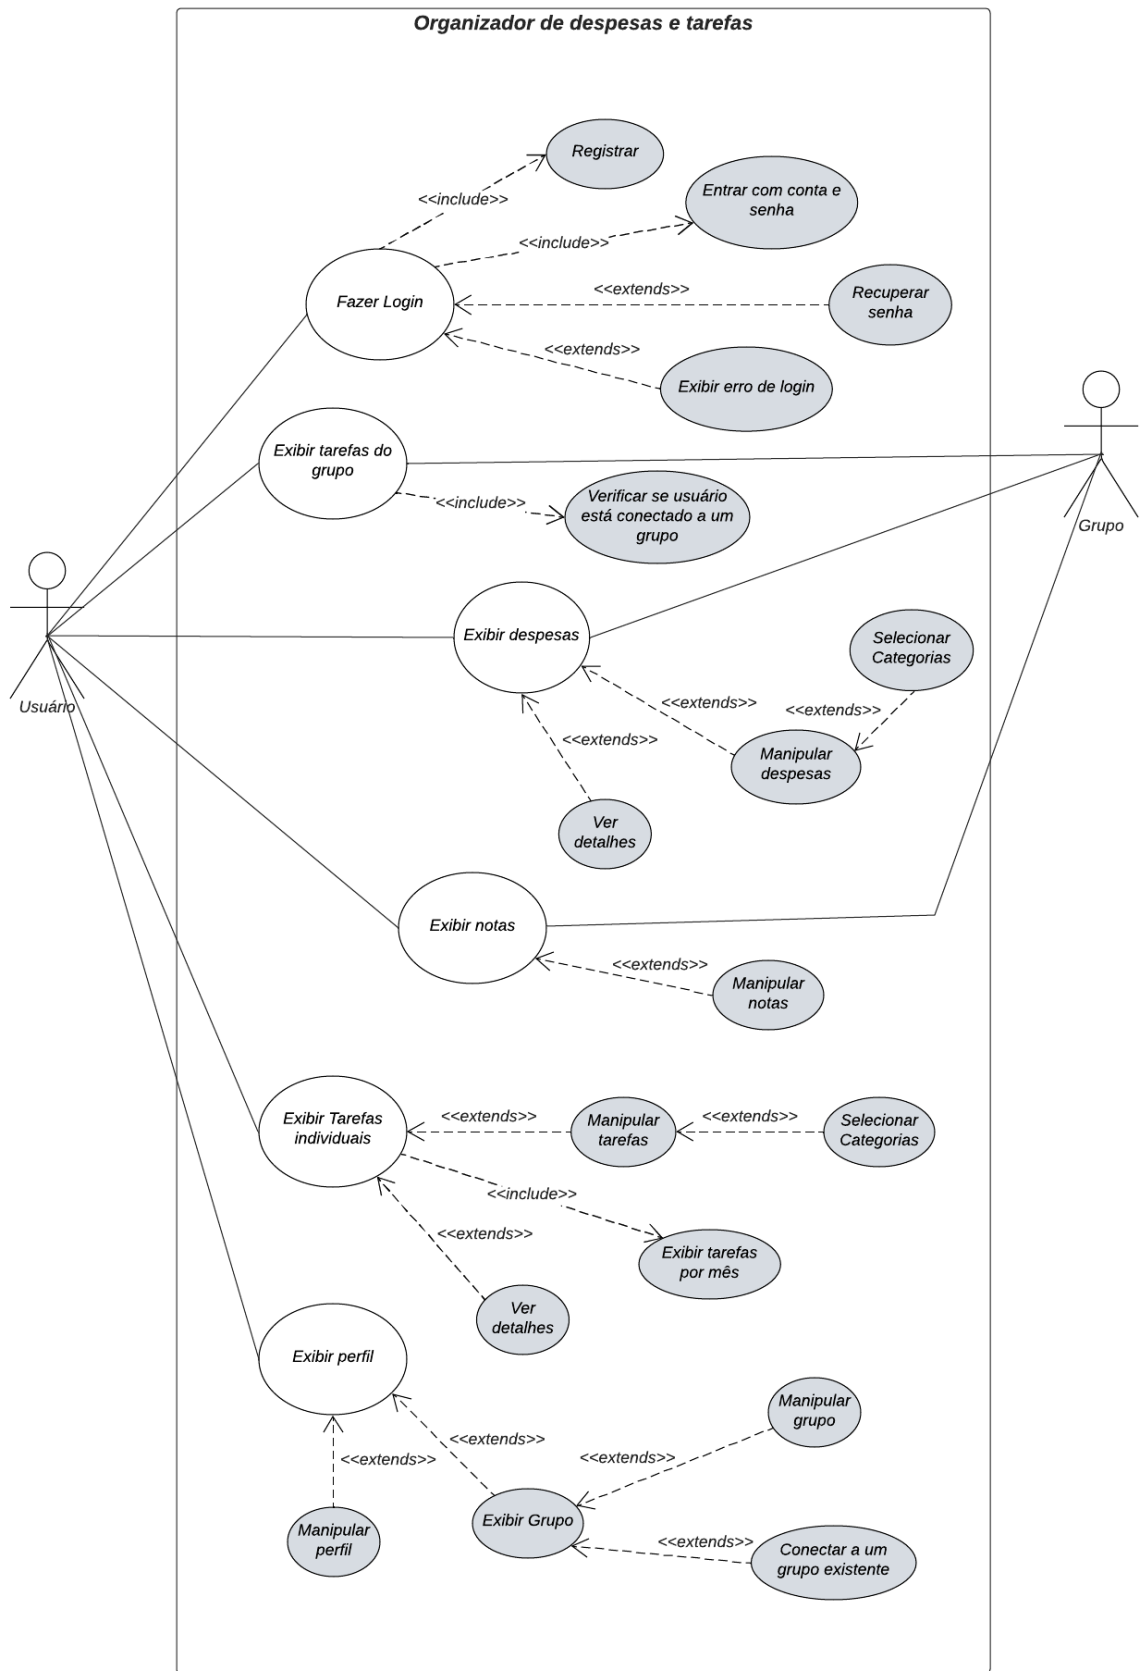 Organizador de despesas e tarefas
Registrar
<<include>>
Entrar com conta e
senha
<<include>>
Fazer Login
<<extends>>
Recuperar
senha
<<extends>>
Exibir erro de login
Exibir tarefas do
grupo
<<include>>
Verificar se usuário
está conectado a um
grupo
Grupo
Usuário
Exibir despesas
Selecionar
Categorias
<<extends>>
<<extends>>
<<extends>>
Manipular
despesas
Ver
detalhes
Exibir notas
<<extends>>
Manipular
notas
Exibir Tarefas
individuais
<<extends>>
Manipular
tarefas
<<extends>>
Selecionar
Categorias
<<include>>
<<extends>>
Exibir tarefas
por mês
Ver
detalhes
Exibir perfil
Manipular
grupo
<<extends>>
<<extends>>
<<extends>>
Manipular
perfil
Exibir Grupo
<<extends>>
Conectar a um
grupo existente